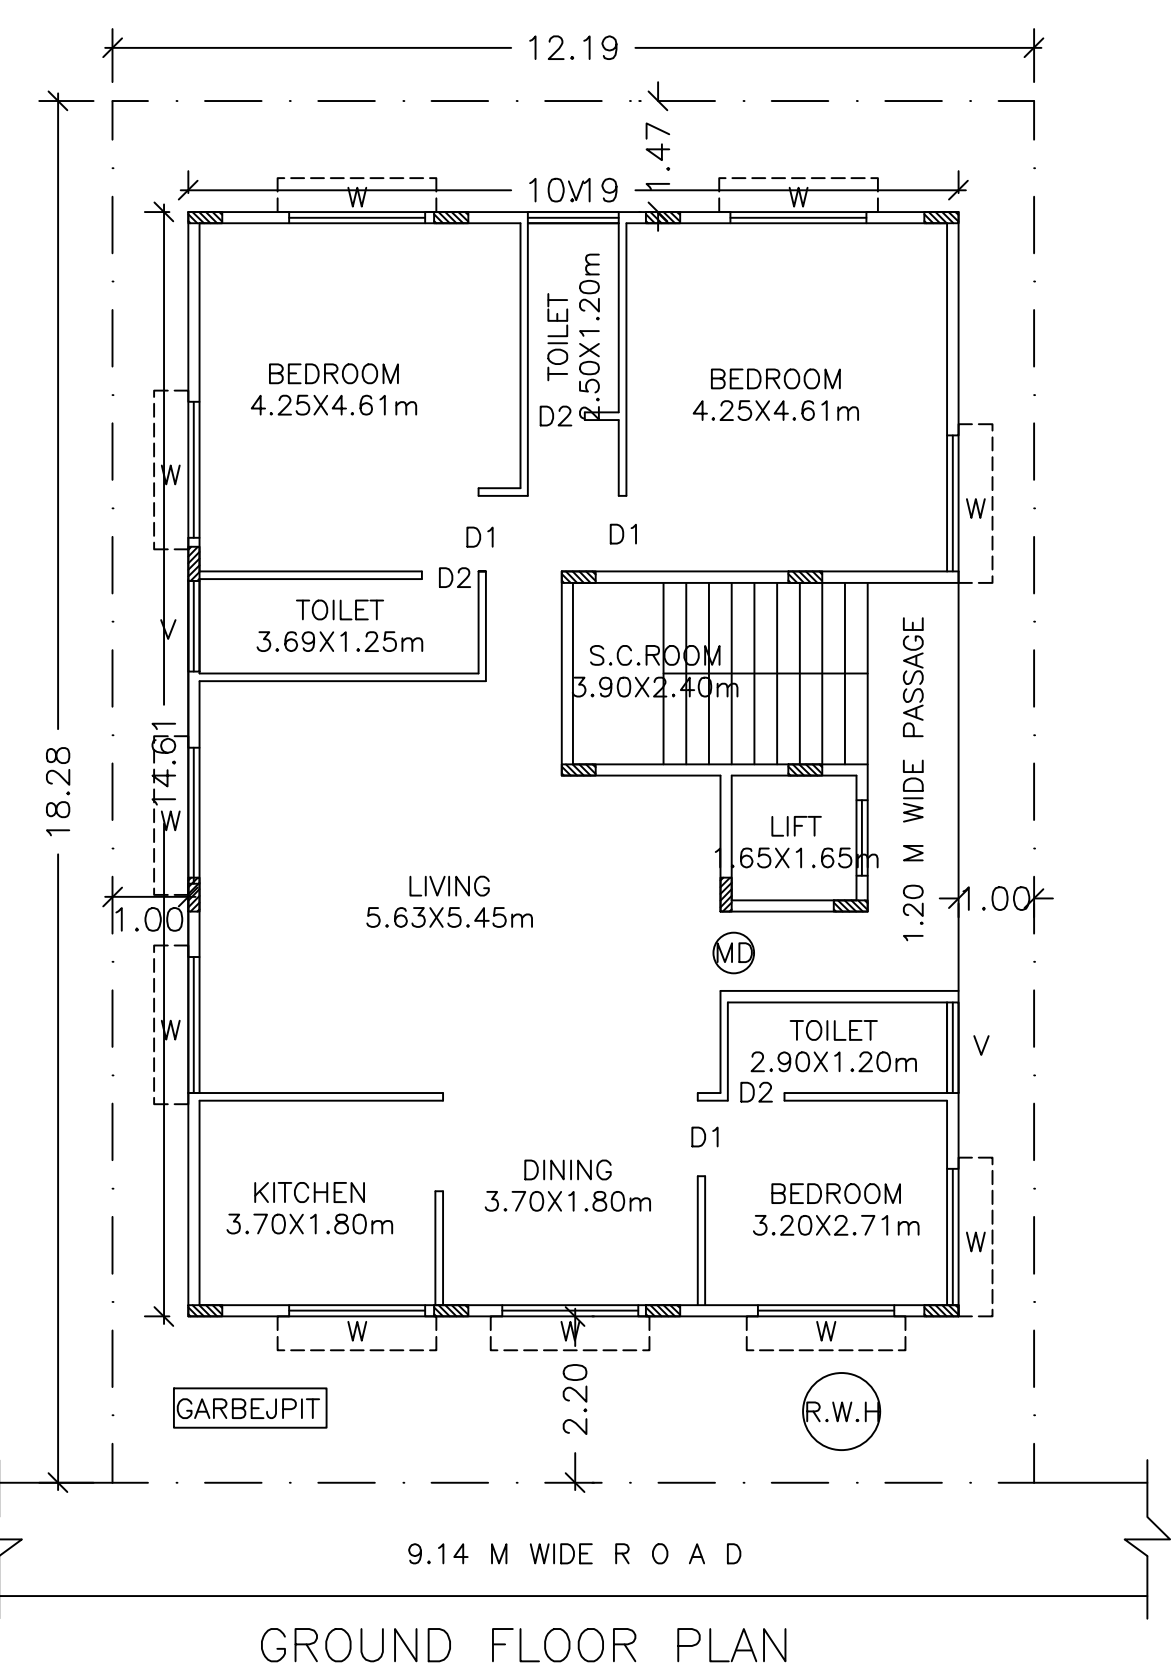 12.19
1.47
10.19
V
W
W
TOILET
2.50X1.20m
BEDROOM
4.25X4.61m
BEDROOM
4.25X4.61m
D2
W
W
D1
D1
D2
TOILET
3.69X1.25m
V
S.C.ROOM
3.90X2.40m
1.20 M WIDE PASSAGE
18.28
14.61
W
LIFT
1.65X1.65m
LIVING
5.63X5.45m
1.00
1.00
MD
W
TOILET
2.90X1.20m
V
D2
D1
DINING
3.70X1.80m
KITCHEN
3.70X1.80m
BEDROOM
3.20X2.71m
W
W
W
W
2.20
GARBEJPIT
R.W.H
9.14 M WIDE R O A D
GROUND FLOOR PLAN